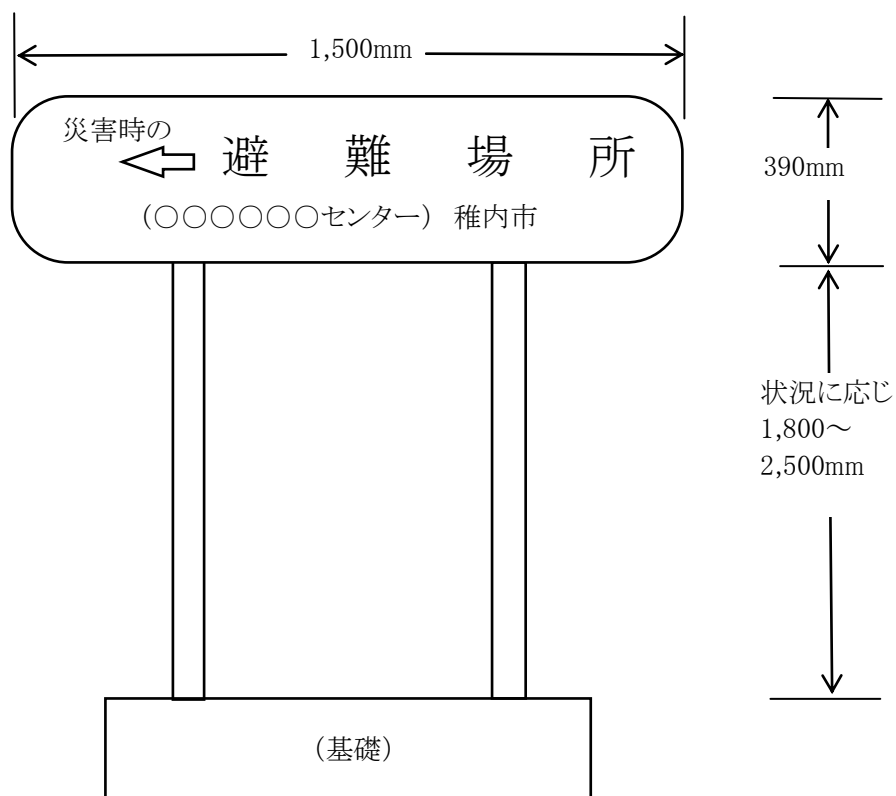 1,500mm
災害時の
避難場所
(○○○○○○センター) 稚内市
390mm
状況に応じ
1,800～
2,500mm
(基礎)